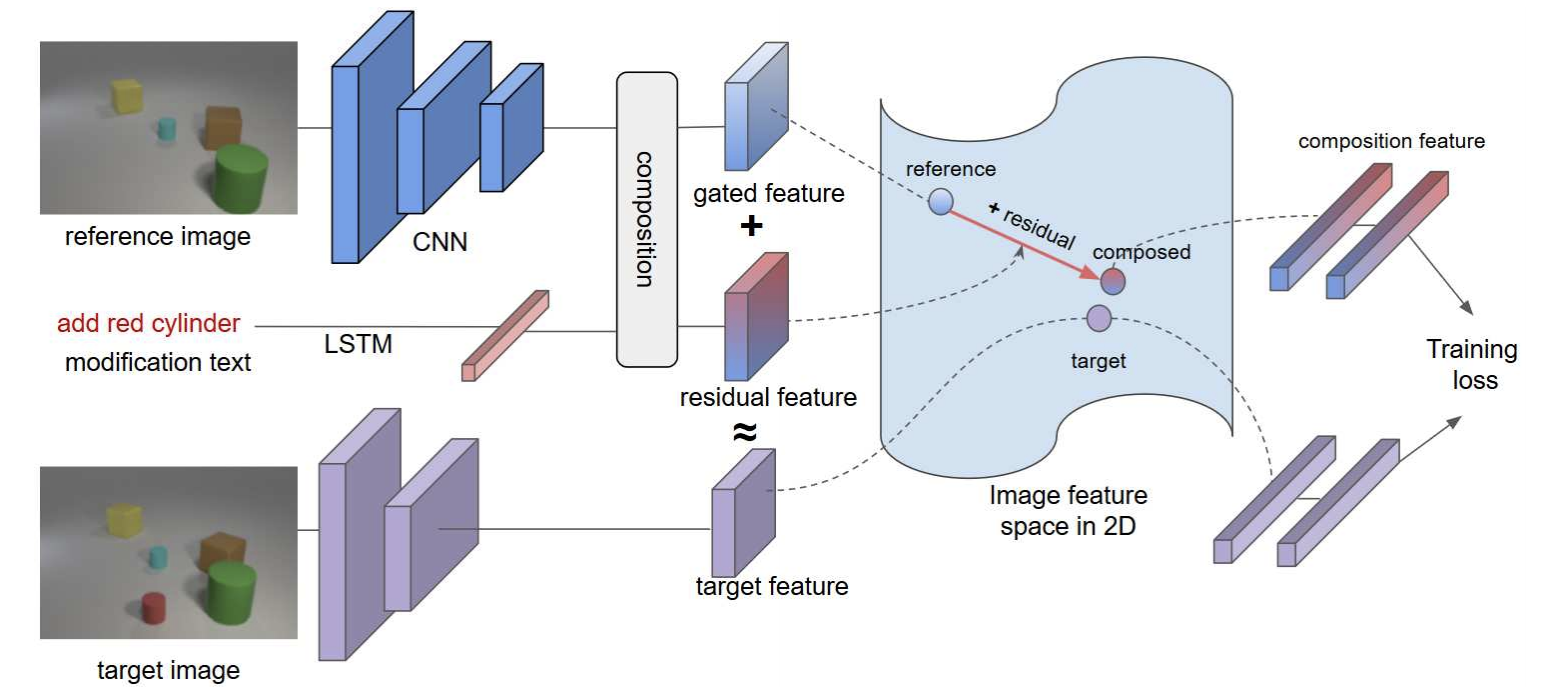 reference image
CNN
add red cylinder
modification text
LSTM
composition
gated feature
+
residual feature
≈
target feature
target image
reference
+ residual
composed
target
Image feature
space in 2D
composition feature
Training
loss